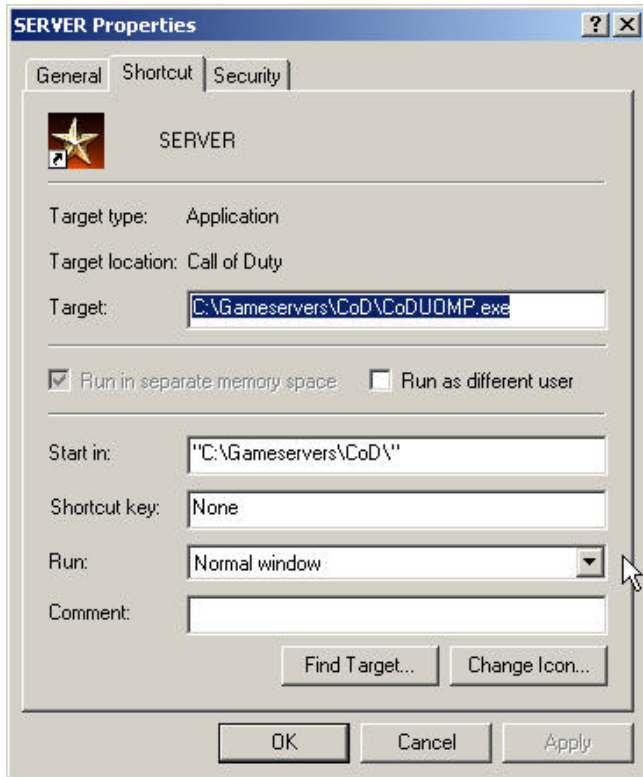 SERVER Properties
General Shortcut Security
SERVER
Target type: Application
Target location: Call of Duty
Target: C:\Gameservers\CoD\CoDUOMP.exe
Run in separate memory space Run as different user
Start in: "C:\Gameservers\CoD\"
Shortcut key: None
Run: Normal window
Comment:
Find Target... Change Icon...
OK Cancel Apply